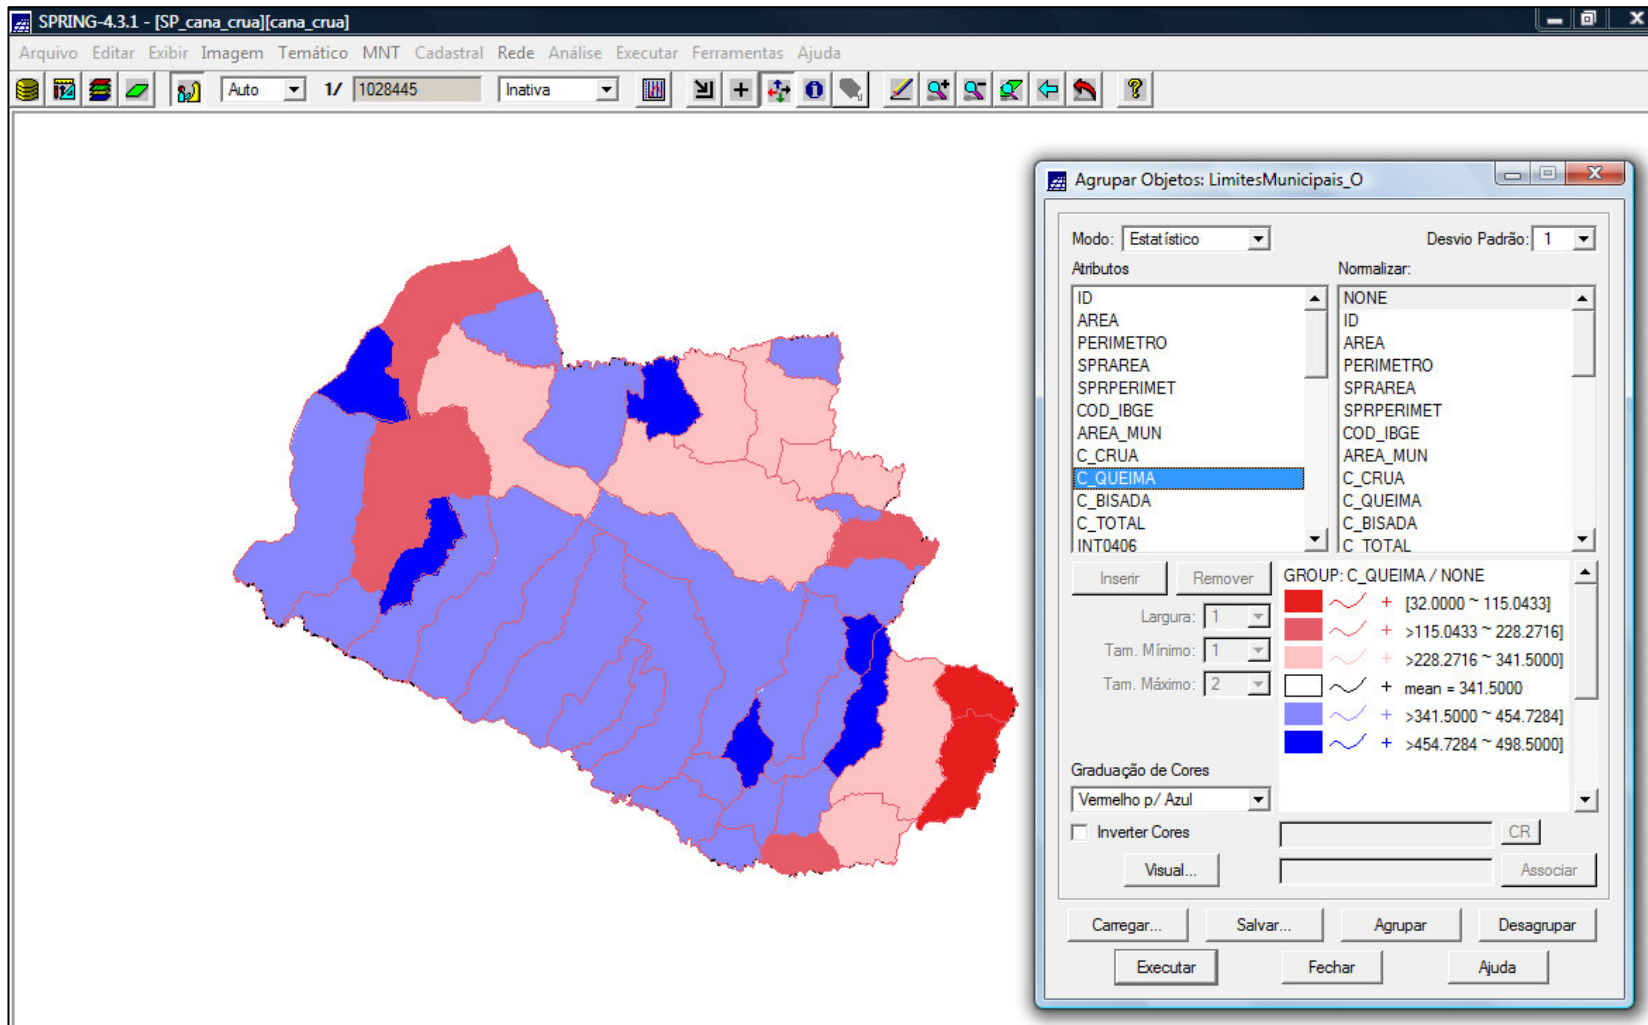 SPRING-4.3.1 - [SP_cana_crua][cana_crua]
Arquivo Editar Exibir Imagem Temático MNT Cadastral Rede Análise Executar Ferramentas Ajuda
Auto 1/ 1028445 Inativa
Agrupar Objetos: LimitesMunicipais_O
Modo: Estatístico Desvio Padrão: 1
Atributos Normalizar:
ID NONE
AREA ID
PERIMETRO AREA
SPRAREA PERIMETRO
SPRPERIMET SPRAREA
COD_IBGE SPRPERIMET
AREA_MUN COD_IBGE
C_CRUA AREA_MUN
C_QUEIMA C_CRUA
C_BISADA C_QUEIMA
C_TOTAL C_BISADA
INT0406 C_TOTAL
Inserir Remover GROUP: C_QUEIMA / NONE
[32.0000 ~ 115.0433]
Largura: 1
>115.0433 ~ 228.2716]
Tam. Mínimo: 1 >228.2716 ~ 341.5000]
Tam. Máximo: 2 mean = 341.5000
>341.5000 ~ 454.7284]
>454.7284 ~ 498.5000]
Graduação de Cores
Vermelho p/ Azul
Inverter Cores CR
Visual... Associar
Carregar... Salvar... Agrupar Desagrupar
Executar Fechar Ajuda